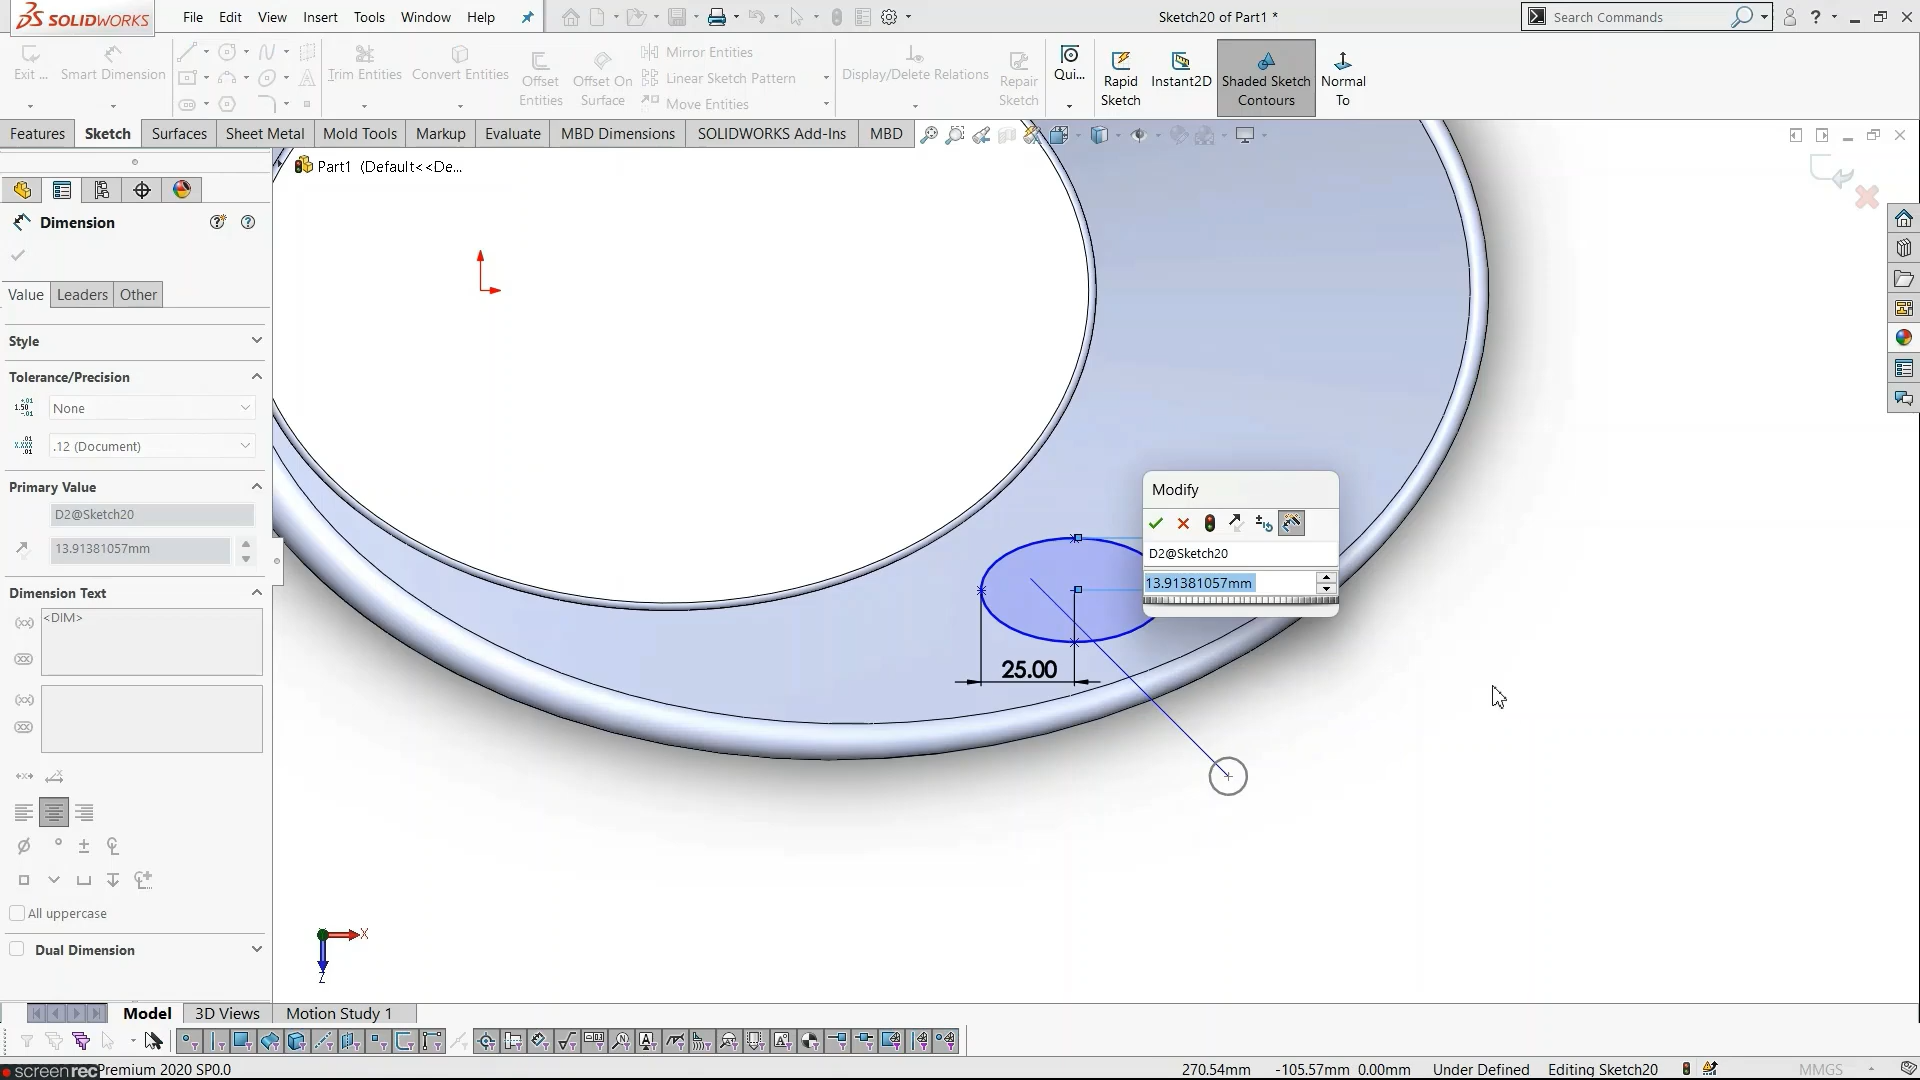 SOLIDWORKS
File Edit View Insert Tools Window Help
Sketch20 of Part1 *
Search Commands
Exit ...
Smart Dimension
Trim Entities
Convert Entities
Offset Entities
Offset On Surface
Mirror Entities
Linear Sketch Pattern
Move Entities
Display/Delete Relations
Repair Sketch
Qui...
Rapid Sketch
Instant2D
Shaded Sketch Contours
Normal To
Features Sketch Surfaces Sheet Metal Mold Tools Markup Evaluate MBD Dimensions SOLIDWORKS Add-Ins MBD
Part1 (Default<<De...
Dimension
Value Leaders Other
Style
Tolerance/Precision
None
.12 (Document)
Primary Value
D2@Sketch20
13.91381057mm
Dimension Text
<DIM>
All uppercase
Dual Dimension
Modify
D2@Sketch20
13.91381057mm
25.00
X
Z
Model 3D Views Motion Study 1
screenrec Premium 2020 SP0.0
270.54mm -105.57mm 0.00mm Under Defined Editing Sketch20 MMGS